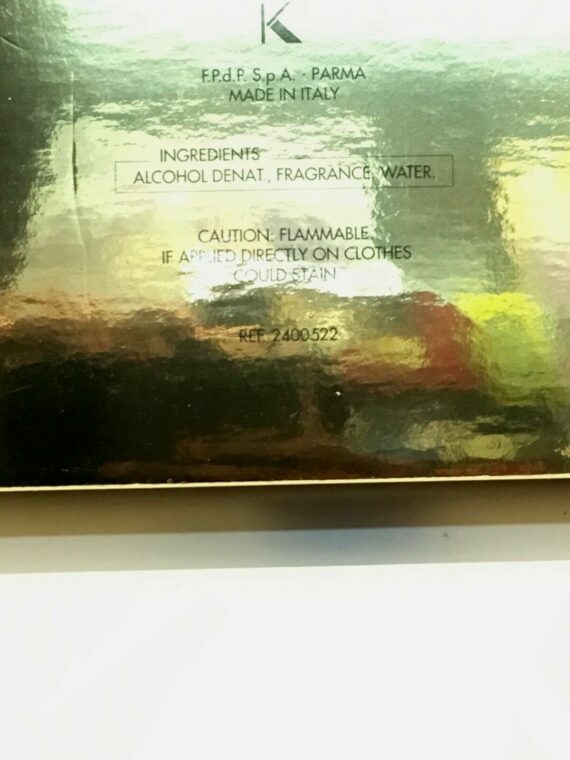 K
F.P.d.P. S.p.A. - PARMA
MADE IN ITALY
INGREDIENTS
ALCOHOL DENAT., FRAGRANCE, WATER.
CAUTION: FLAMMABLE.
IF APPLIED DIRECTLY ON CLOTHES
COULD STAIN
REF. 2400522